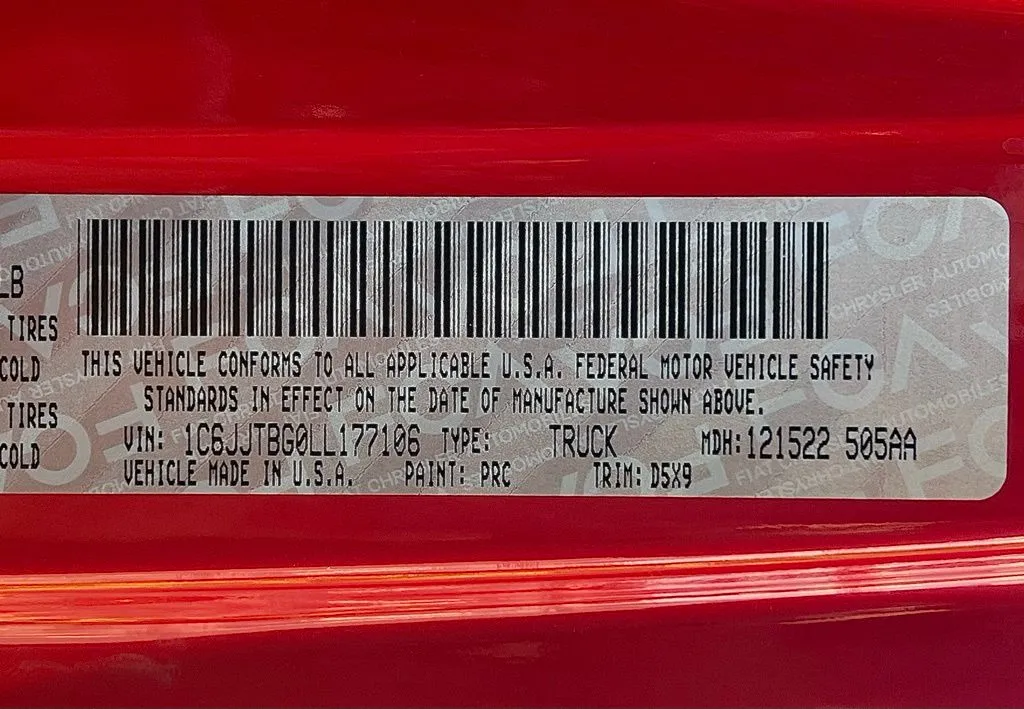 LB
TIRES
COLD
TIRES
COLD
THIS VEHICLE CONFORMS TO ALL APPLICABLE U.S.A. FEDERAL MOTOR VEHICLE SAFETY
STANDARDS IN EFFECT ON THE DATE OF MANUFACTURE SHOWN ABOVE.
VIN: 1C6JJTBG0LL177106 TYPE: TRUCK MDH: 121522 505AA
VEHICLE MADE IN U.S.A. PAINT: PRC TRIM: D5X9